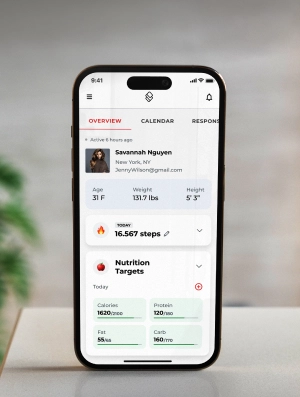 9:41
OVERVIEW CALENDAR RESPONS
Active 6 hours ago
Savannah Nguyen
New York, NY
JennyWilson@gmail.com
Age Weight Height
31 F 131.7 lbs 5' 3"
TODAY
16.567 steps
Nutrition
Targets
Today
Calories Protein
1620/2100 120/180
Fat Carb
55/65 160/170